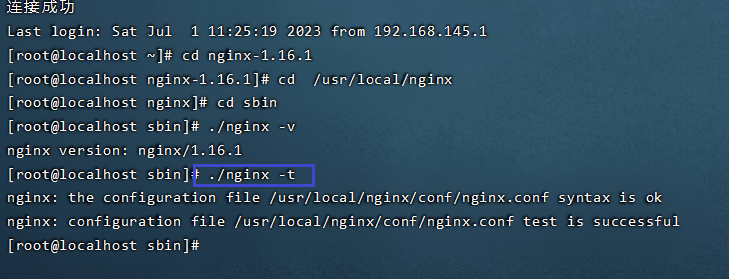 连接成功
Last login: Sat Jul  1 11:25:19 2023 from 192.168.145.1
[root@localhost ~]# cd nginx-1.16.1
[root@localhost nginx-1.16.1]# cd  /usr/local/nginx
[root@localhost nginx]# cd sbin
[root@localhost sbin]# ./nginx -v
nginx version: nginx/1.16.1
[root@localhost sbin]# ./nginx -t
nginx: the configuration file /usr/local/nginx/conf/nginx.conf syntax is ok
nginx: configuration file /usr/local/nginx/conf/nginx.conf test is successful
[root@localhost sbin]#